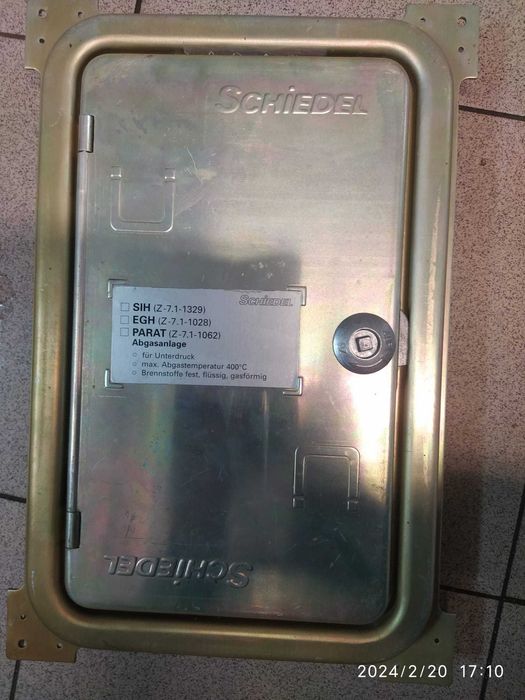 SCHIEDEL
SCHIEDEL
☐ SIH (Z-7.1-1329)
☐ EGH (Z-7.1-1028)
☐ PARAT (Z-7.1-1062)
Abgasanlage
○ für Unterdruck
○ max. Abgastemperatur 400°C
○ Brennstoffe fest, flüssig, gasförmig
SCHIEDEL
2024/2/20 17:10